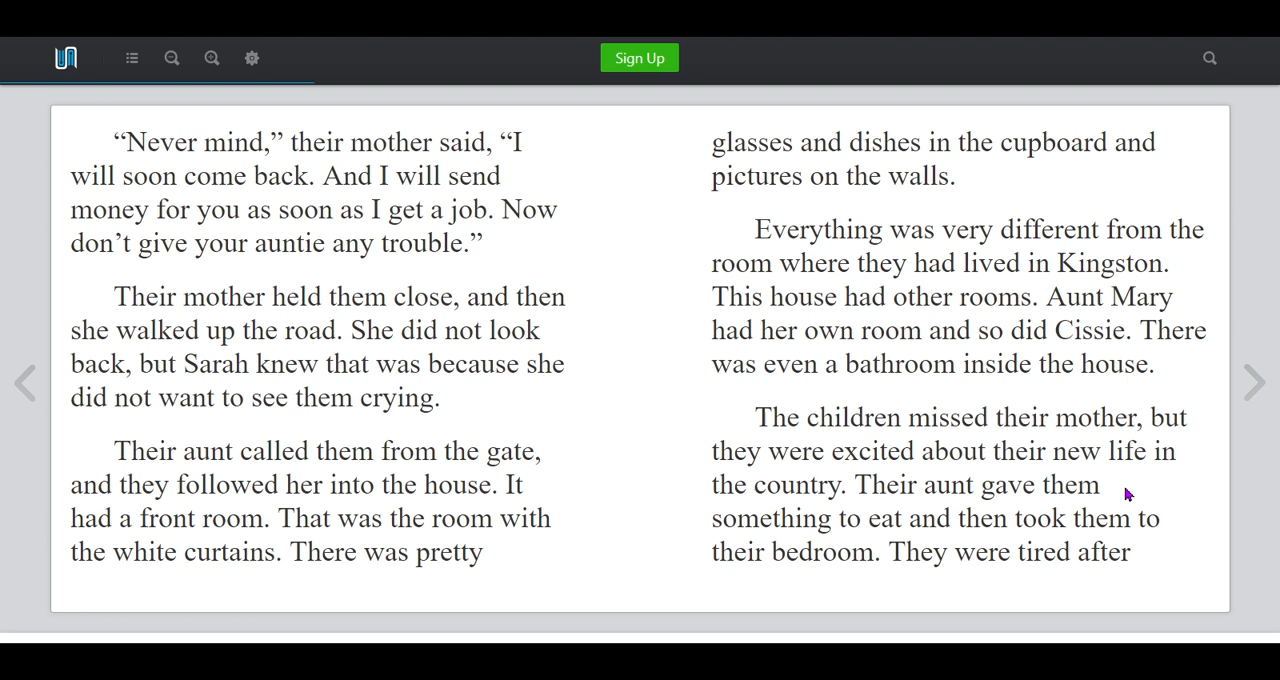 Sign Up
“Never mind,” their mother said, “I
will soon come back. And I will send
money for you as soon as I get a job. Now
don’t give your auntie any trouble.”
Their mother held them close, and then
she walked up the road. She did not look
back, but Sarah knew that was because she
did not want to see them crying.
Their aunt called them from the gate,
and they followed her into the house. It
had a front room. That was the room with
the white curtains. There was pretty
glasses and dishes in the cupboard and
pictures on the walls.
Everything was very different from the
room where they had lived in Kingston.
This house had other rooms. Aunt Mary
had her own room and so did Cissie. There
was even a bathroom inside the house.
The children missed their mother, but
they were excited about their new life in
the country. Their aunt gave them
something to eat and then took them to
their bedroom. They were tired after